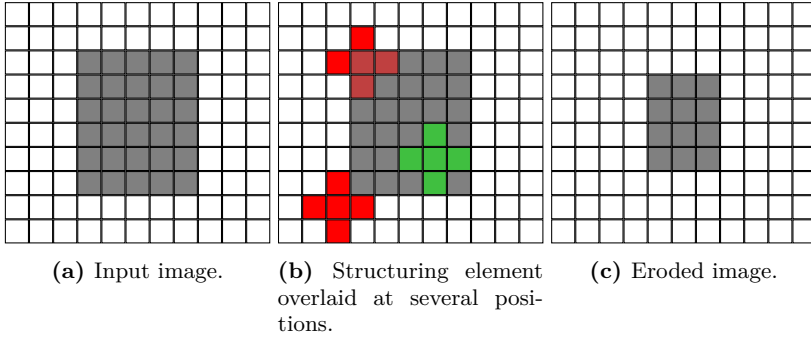 (a) Input image.
(b) Structuring element
overlaid at several posi-
tions.
(c) Eroded image.